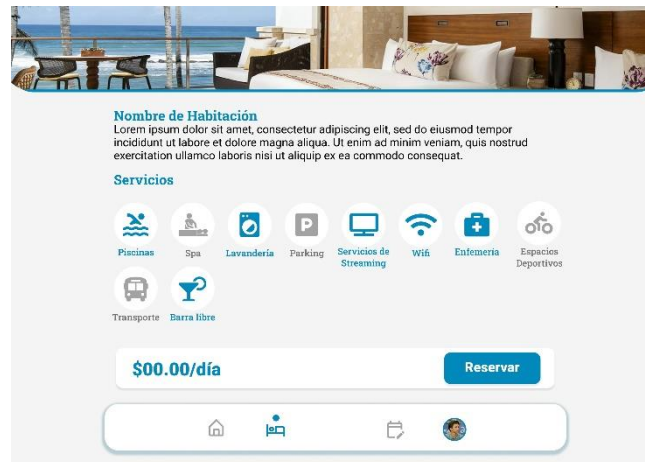 Nombre de Habitación
Lorem ipsum dolor sit amet, consectetur adipiscing elit, sed do eiusmod tempor
incididunt ut labore et dolore magna aliqua. Ut enim ad minim veniam, quis nostrud
exercitation ullamco laboris nisi ut aliquip ex ea commodo consequat.
Servicios
Piscinas
Spa
Lavandería
P
Parking
Servicios de
Streaming
Wifi
Enfemería
Espacios
Deportivos
Transporte
Barra libre
$00.00/día
Reservar